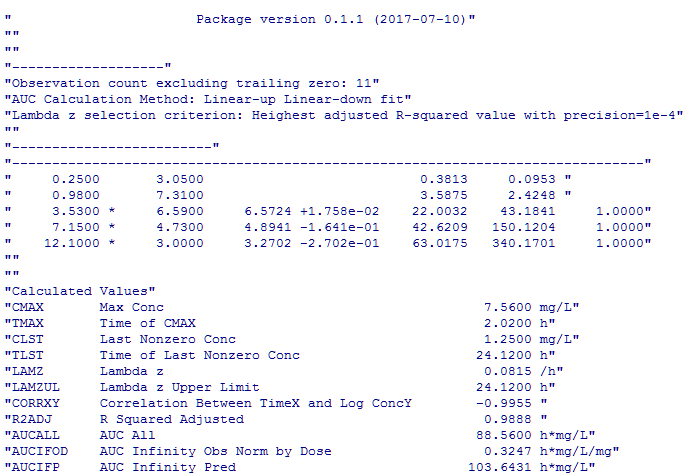 "                       Package version 0.1.1 (2017-07-10)"
""
""
"-------------------"
"Observation count excluding trailing zero: 11"
"AUC Calculation Method: Linear-up Linear-down fit"
"Lambda z selection criterion: Heighest adjusted R-squared value with precision=1e-4"
""
"-------------------------"
"-------------------------------------------------------------------------------"
"     0.2500       3.0500                           0.3813     0.0953 "
"     0.9800       7.3100                           3.5875     2.4248 "
"     3.5300 *     6.5900     6.5724 +1.758e-02    22.0032    43.1841     1.0000"
"     7.1500 *     4.7300     4.8941 -1.641e-01    42.6209   150.1204     1.0000"
"    12.1000 *     3.0000     3.2702 -2.702e-01    63.0175   340.1701     1.0000"
""
""
"Calculated Values"
"CMAX       Max Conc                                        7.5600 mg/L"
"TMAX       Time of CMAX                                    2.0200 h"
"CLST       Last Nonzero Conc                               1.2500 mg/L"
"TLST       Time of Last Nonzero Conc                      24.1200 h"
"LAMZ       Lambda z                                        0.0815 /h"
"LAMZUL     Lambda z Upper Limit                           24.1200 h"
"CORRXY     Correlation Between TimeX and Log ConcY        -0.9955 "
"R2ADJ      R Squared Adjusted                              0.9888 "
"AUCALL     AUC All                                        88.5600 h*mg/L"
"AUCIFOD    AUC Infinity Obs Norm by Dose                   0.3247 h*mg/L/mg"
"AUCIFP     AUC Infinity Pred                             103.6431 h*mg/L"